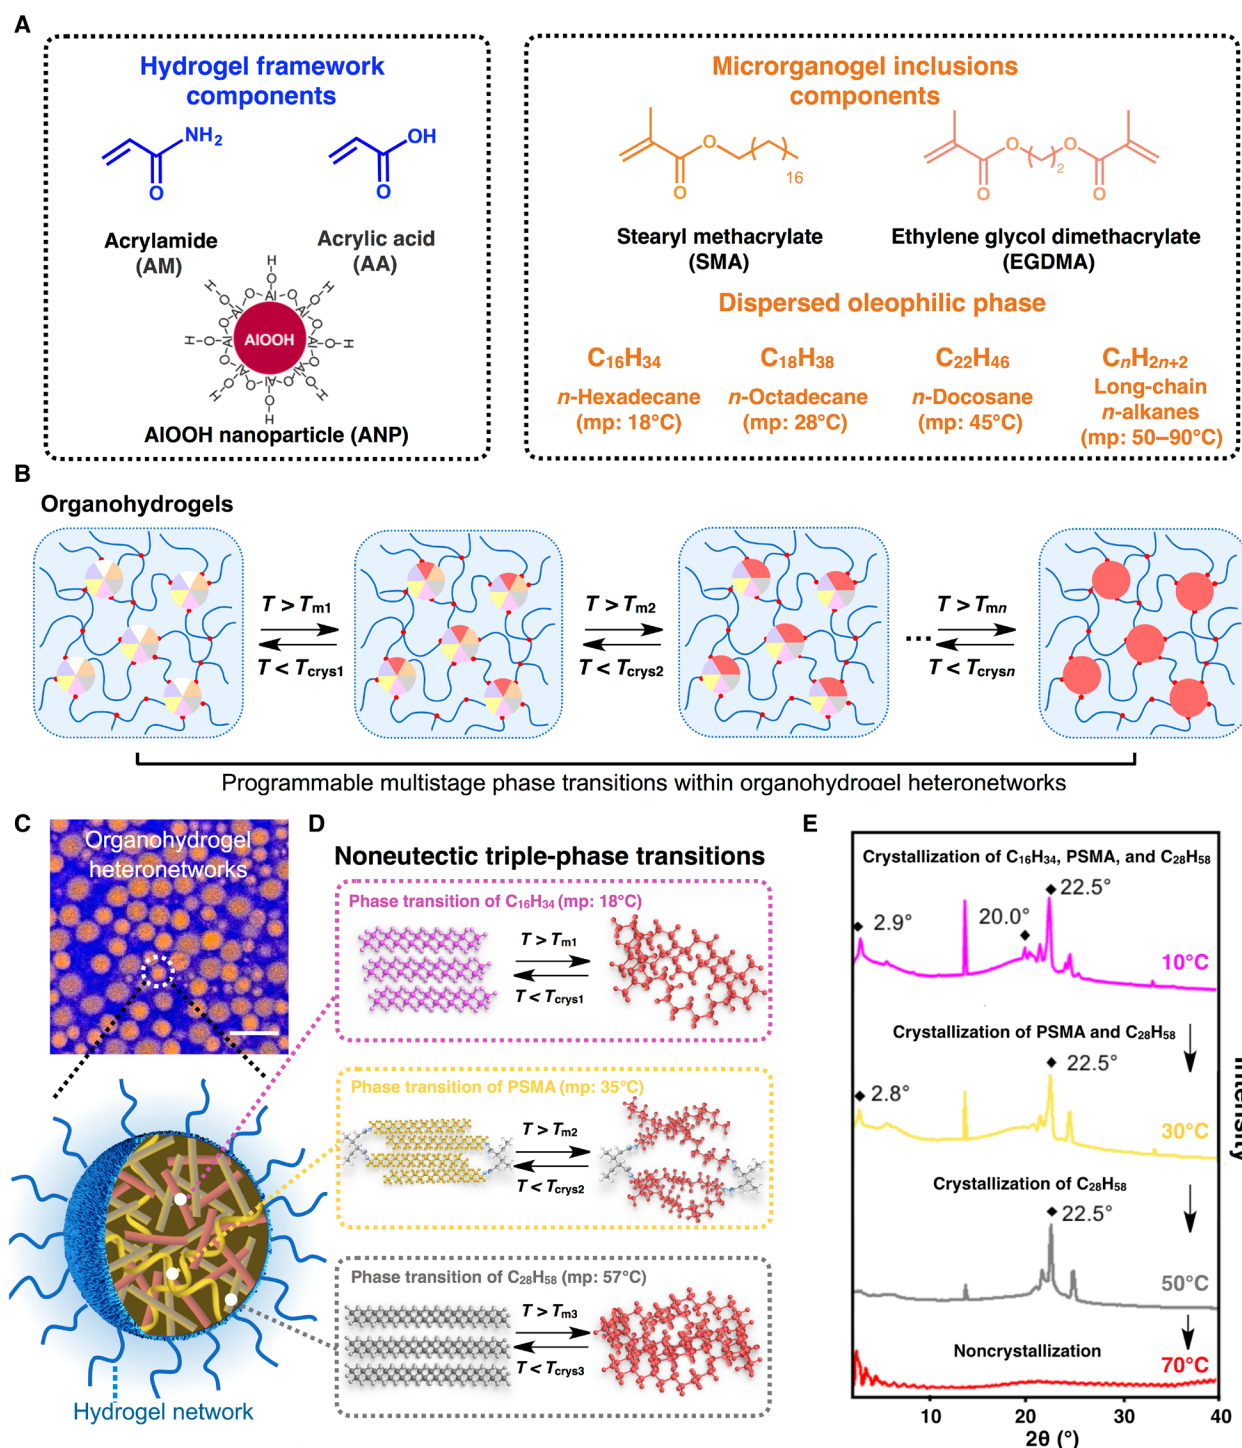 A
Hydrogel framework
components
NH₂
O
OH
O
Acrylamide
(AM)
Acrylic acid
(AA)
AlOOH
AlOOH nanoparticle (ANP)
Microrganogel inclusions
components
O
O
16
O
O
O
O
2
Stearyl methacrylate
(SMA)
Ethylene glycol dimethacrylate
(EGDMA)
Dispersed oleophilic phase
C₁₆H₃₄
n-Hexadecane
(mp: 18°C)
C₁₈H₃₈
n-Octadecane
(mp: 28°C)
C₂₂H₄₆
n-Docosane
(mp: 45°C)
CₙH₂ₙ₊₂
Long-chain
n-alkanes
(mp: 50–90°C)
B
Organohydrogels
T > Tm1
T < Tcrys1
T > Tm2
T < Tcrys2
...
T > Tmn
T < Tcrysn
Programmable multistage phase transitions within organohydrogel heteronetworks
C
Organohydrogel
heteronetworks
Hydrogel network
D
Noneutectic triple-phase transitions
Phase transition of C₁₆H₃₄ (mp: 18°C)
T > Tm1
T < Tcrys1
Phase transition of PSMA (mp: 35°C)
T > Tm2
T < Tcrys2
Phase transition of C₂₈H₅₈ (mp: 57°C)
T > Tm3
T < Tcrys3
E
Crystallization of C₁₆H₃₄, PSMA, and C₂₈H₅₈
22.5°
2.9°
20.0°
10°C
Crystallization of PSMA and C₂₈H₅₈
22.5°
2.8°
30°C
Crystallization of C₂₈H₅₈
22.5°
50°C
Noncrystallization
70°C
10 20 30 40
2θ (°)
Intensity